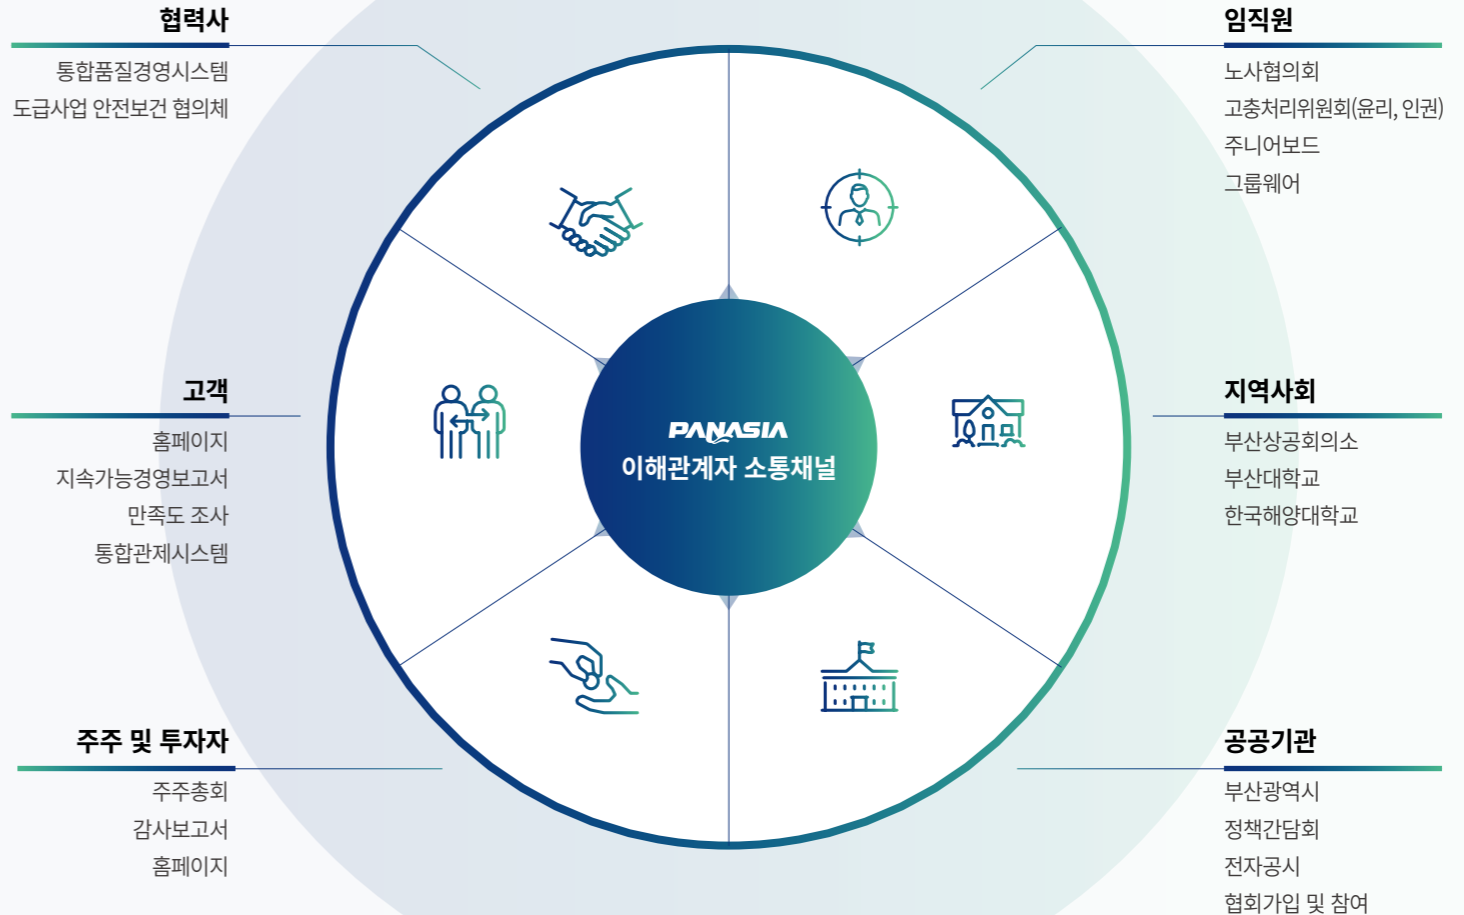 협력사
통합품질경영시스템
도급사업 안전보건 협의체
임직원
노사협의회
고충처리위원회(윤리, 인권)
주니어보드
그룹웨어
고객
홈페이지
지속가능경영보고서
만족도 조사
통합관제시스템
PANASIA
이해관계자 소통채널
지역사회
부산상공회의소
부산대학교
한국해양대학교
주주 및 투자자
주주총회
감사보고서
홈페이지
공공기관
부산광역시
정책간담회
전자공시
협회가입 및 참여